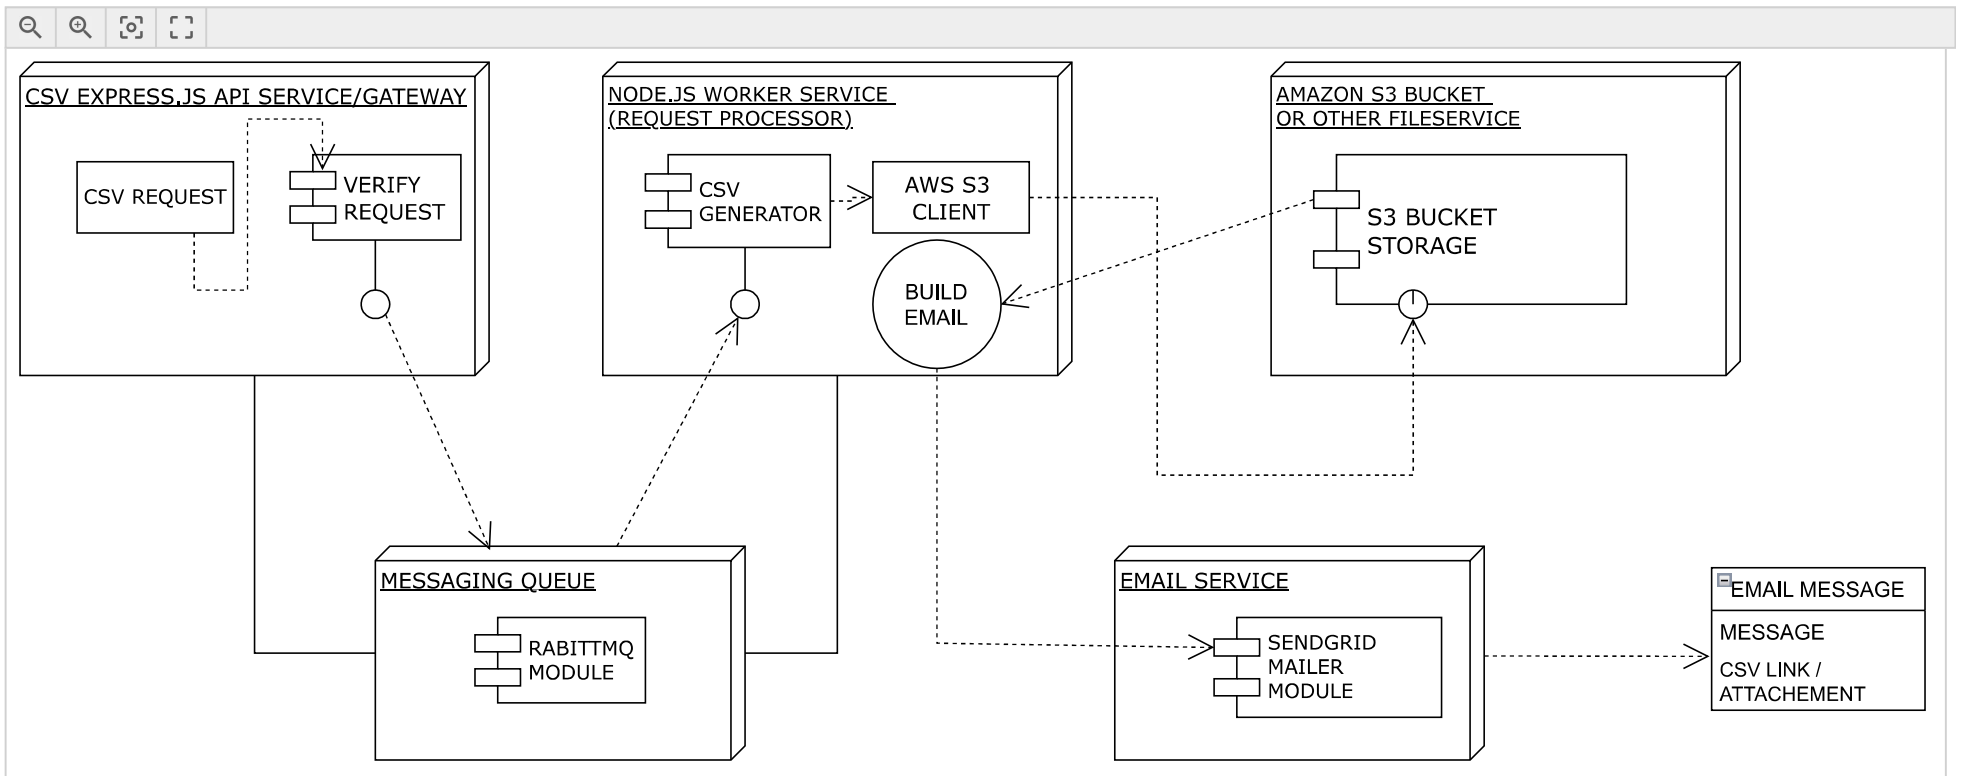 CSV EXPRESS.JS API SERVICE/GATEWAY
CSV REQUEST
VERIFY
REQUEST
NODE.JS WORKER SERVICE
(REQUEST PROCESSOR)
CSV
GENERATOR
AWS S3
CLIENT
BUILD
EMAIL
AMAZON S3 BUCKET
OR OTHER FILESERVICE
S3 BUCKET
STORAGE
MESSAGING QUEUE
RABITTMQ
MODULE
EMAIL SERVICE
SENDGRID
MAILER
MODULE
EMAIL MESSAGE
MESSAGE
CSV LINK /
ATTACHEMENT